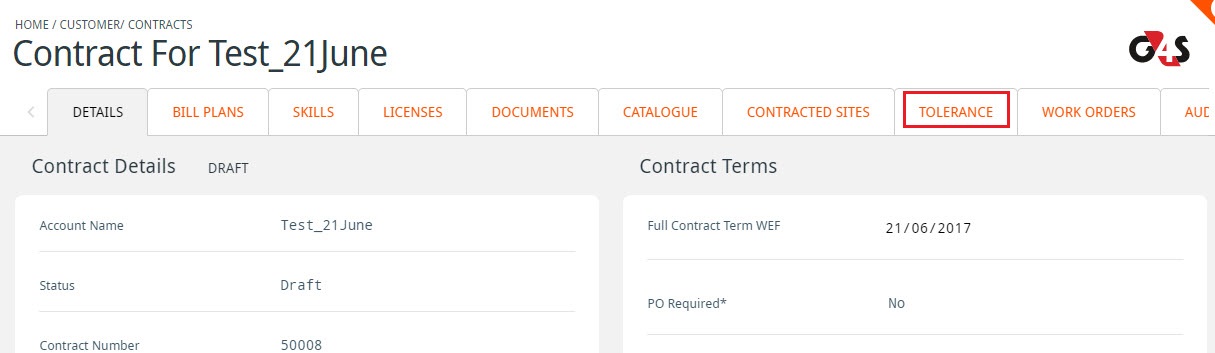 HOME / CUSTOMER/ CONTRACTS
Contract For Test_21June
G4S
DETAILS BILL PLANS SKILLS LICENSES DOCUMENTS CATALOGUE CONTRACTED SITES TOLERANCE WORK ORDERS AUD
Contract Details DRAFT
Account Name Test_21June
Status Draft
Contract Number 50008
Contract Terms
Full Contract Term WEF 21/06/2017
PO Required* No